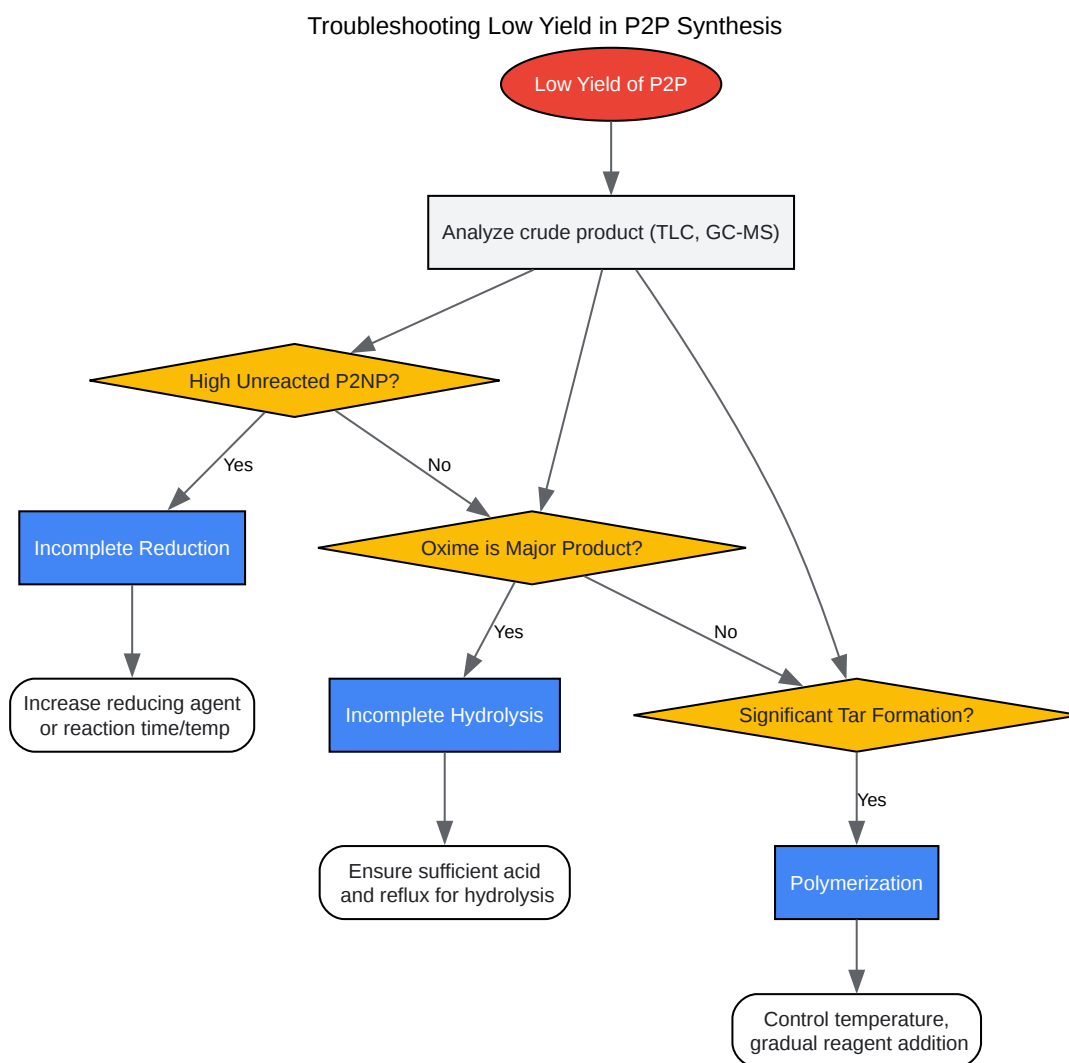 Troubleshooting Low Yield in P2P Synthesis
Low Yield of P2P
Analyze crude product (TLC, GC-MS)
High Unreacted P2NP?
Yes
No
Incomplete Reduction
Oxime is Major Product?
Yes
No
Increase reducing agent
or reaction time/temp
Incomplete Hydrolysis
Significant Tar Formation?
Yes
Ensure sufficient acid
and reflux for hydrolysis
Polymerization
Control temperature,
gradual reagent addition